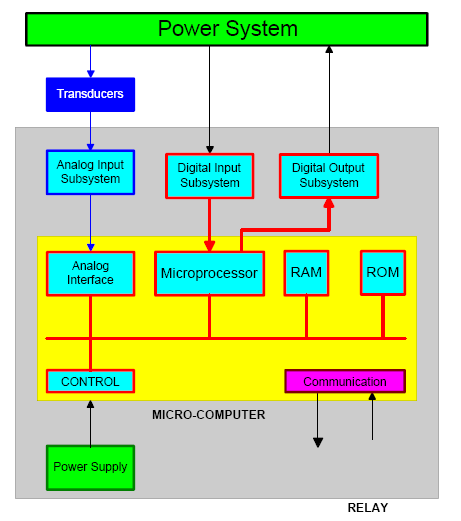 Power System
Transducers
Analog Input
Subsystem
Digital Input
Subsystem
Digital Output
Subsystem
Analog
Interface
Microprocessor
RAM
ROM
CONTROL
Communication
MICRO-COMPUTER
Power Supply
RELAY